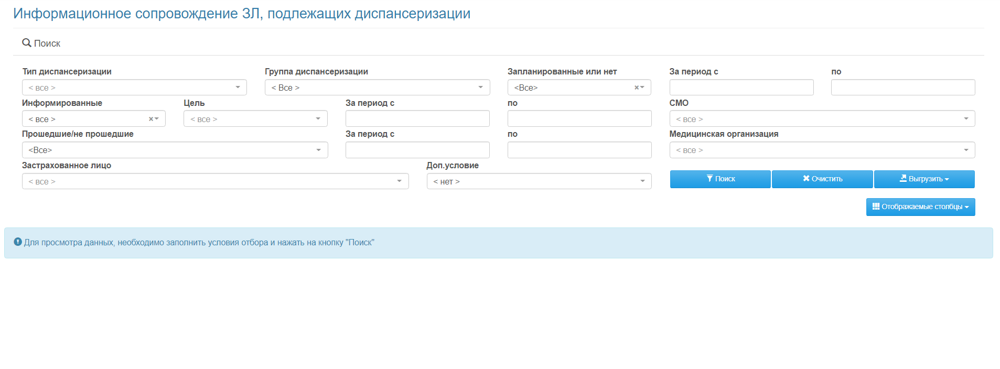 Информационное сопровождение ЗЛ, подлежащих диспансеризации
Поиск
Тип диспансеризации Группа диспансеризации Запланированные или нет За период с по
< все > < Все > <Все>
Информированные Цель За период с по СМО
< все > < все > < все >
Прошедшие/не прошедшие За период с по Медицинская организация
<Все> < все >
Застрахованное лицо Доп.условие
< все > < нет > Поиск Очистить Выгрузить
Отображаемые столбцы
Для просмотра данных, необходимо заполнить условия отбора и нажать на кнопку "Поиск"